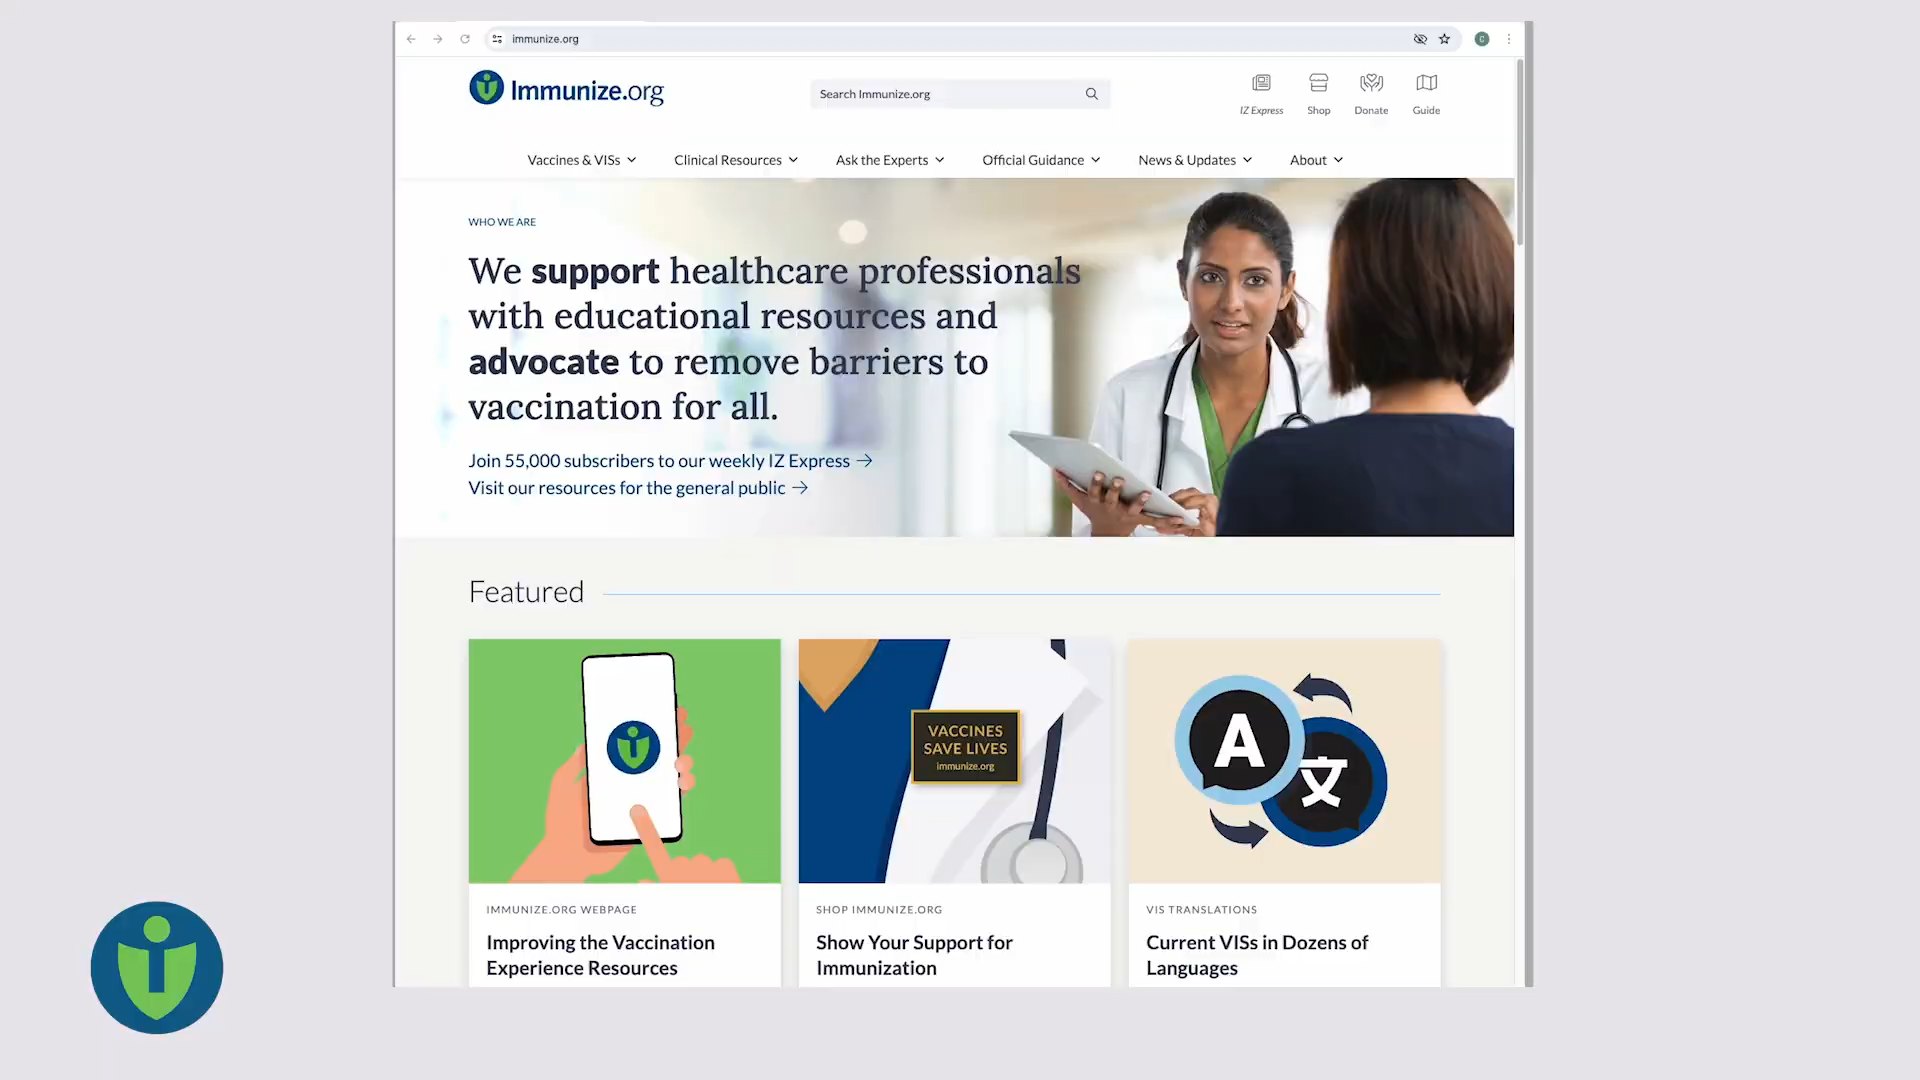 immunize.org
C
Immunize.org
Search Immunize.org
IZ Express
Shop
Donate
Guide
Vaccines & VISs
Clinical Resources
Ask the Experts
Official Guidance
News & Updates
About
WHO WE ARE
We support healthcare professionals
with educational resources and
advocate to remove barriers to
vaccination for all.
Join 55,000 subscribers to our weekly IZ Express →
Visit our resources for the general public →
Featured
VACCINES
SAVE LIVES
immunize.org
A
文
IMMUNIZE.ORG WEBPAGE
Improving the Vaccination
Experience Resources
SHOP IMMUNIZE.ORG
Show Your Support for
Immunization
VIS TRANSLATIONS
Current VISs in Dozens of
Languages